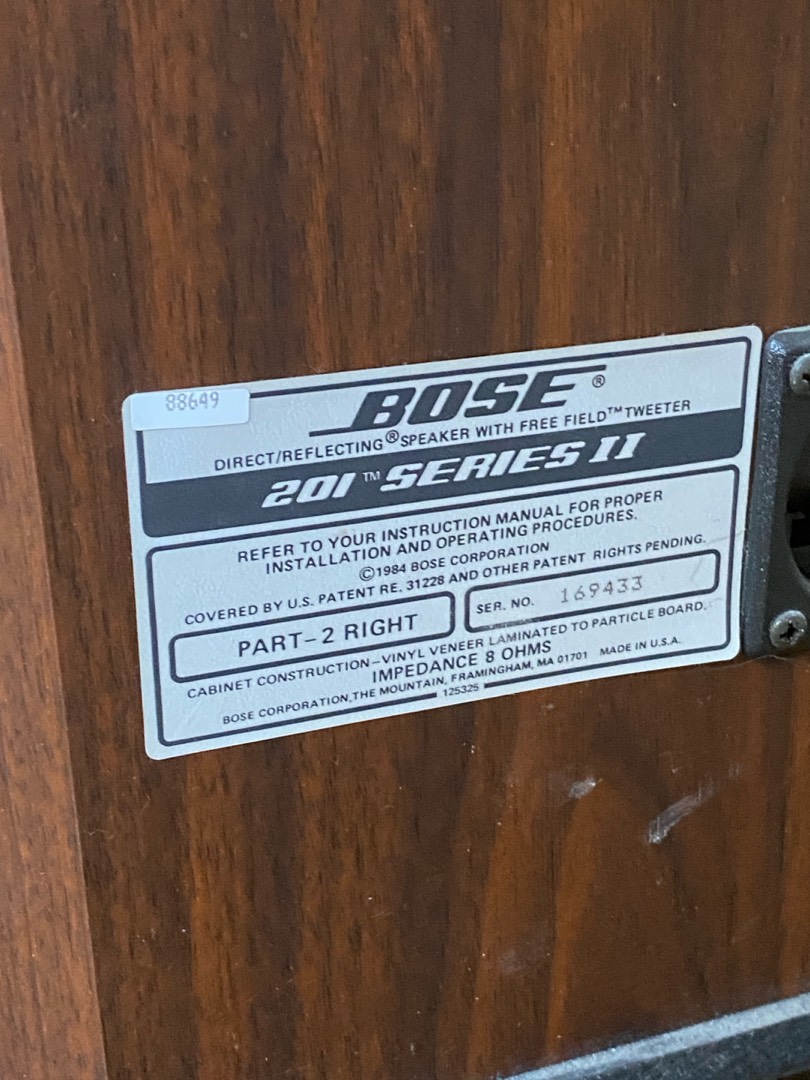 88649
BOSE®
DIRECT/REFLECTING® SPEAKER WITH FREE FIELD™ TWEETER
201™ SERIES II
REFER TO YOUR INSTRUCTION MANUAL FOR PROPER
INSTALLATION AND OPERATING PROCEDURES.
©1984 BOSE CORPORATION
COVERED BY U.S. PATENT RE. 31228 AND OTHER PATENT RIGHTS PENDING.
PART-2 RIGHT
SER. NO. 169433
CABINET CONSTRUCTION-VINYL VENEER LAMINATED TO PARTICLE BOARD.
IMPEDANCE 8 OHMS
BOSE CORPORATION, THE MOUNTAIN, FRAMINGHAM, MA 01701 MADE IN U.S.A.
125325